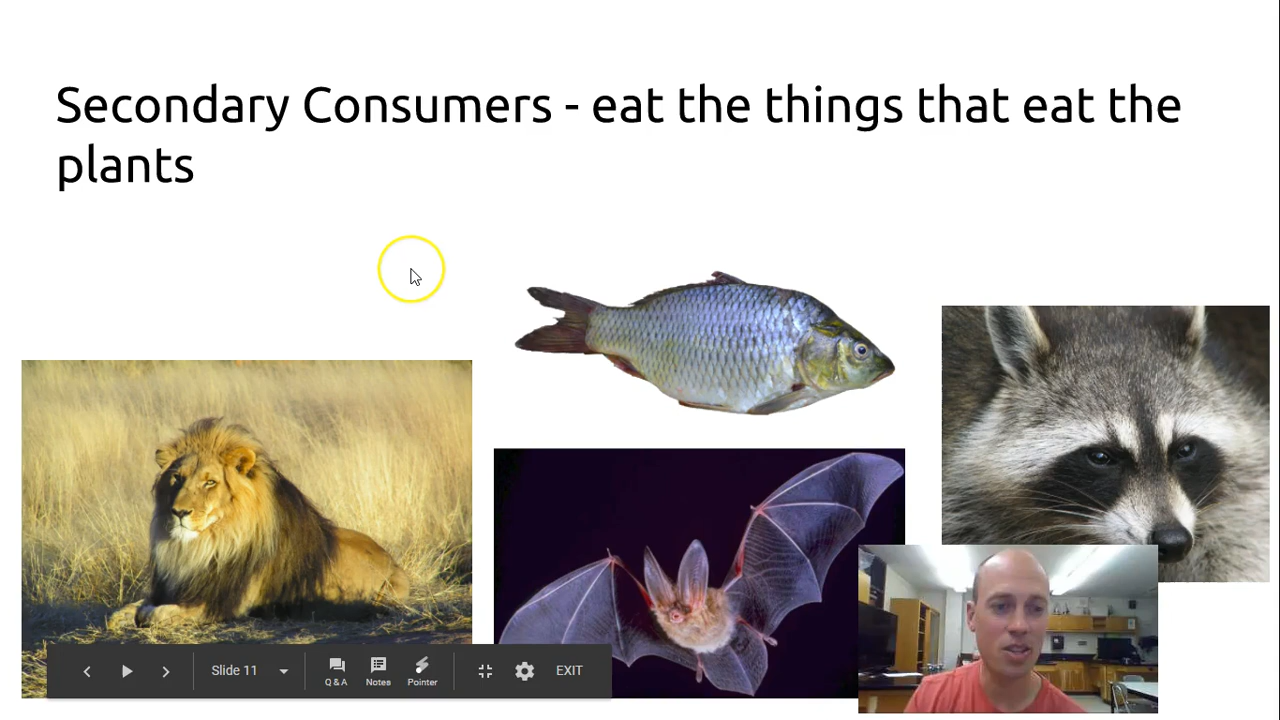 Secondary Consumers - eat the things that eat the
plants
Slide 11
Q & A
Notes
Pointer
EXIT